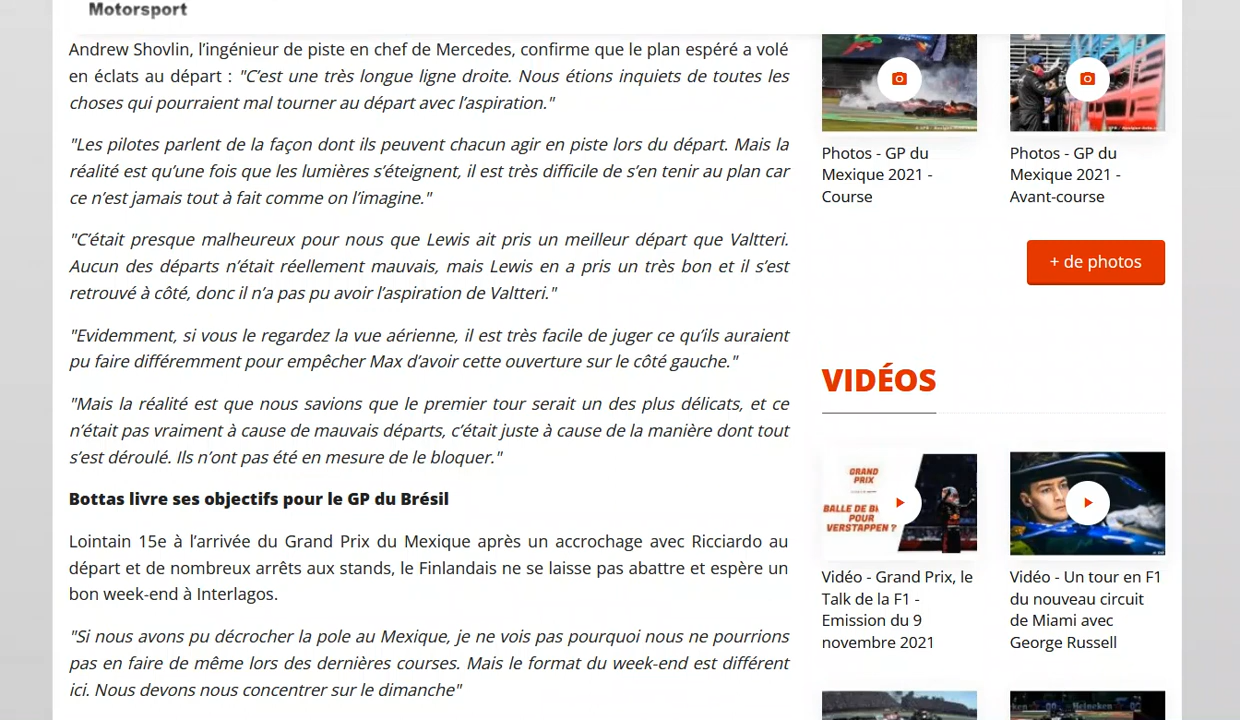 Motorsport
Andrew Shovlin, l’ingénieur de piste en chef de Mercedes, confirme que le plan espéré a volé
en éclats au départ : "C’est une très longue ligne droite. Nous étions inquiets de toutes les
choses qui pourraient mal tourner au départ avec l’aspiration."
"Les pilotes parlent de la façon dont ils peuvent chacun agir en piste lors du départ. Mais la
réalité est qu’une fois que les lumières s’éteignent, il est très difficile de s’en tenir au plan car
ce n’est jamais tout à fait comme on l’imagine."
"C’était presque malheureux pour nous que Lewis ait pris un meilleur départ que Valtteri.
Aucun des départs n’était réellement mauvais, mais Lewis en a pris un très bon et il s’est
retrouvé à côté, donc il n’a pas pu avoir l’aspiration de Valtteri."
"Evidemment, si vous le regardez la vue aérienne, il est très facile de juger ce qu’ils auraient
pu faire différemment pour empêcher Max d’avoir cette ouverture sur le côté gauche."
"Mais la réalité est que nous savions que le premier tour serait un des plus délicats, et ce
n’était pas vraiment à cause de mauvais départs, c’était juste à cause de la manière dont tout
s’est déroulé. Ils n’ont pas été en mesure de le bloquer."
Bottas livre ses objectifs pour le GP du Brésil
Lointain 15e à l’arrivée du Grand Prix du Mexique après un accrochage avec Ricciardo au
départ et de nombreux arrêts aux stands, le Finlandais ne se laisse pas abattre et espère un
bon week-end à Interlagos.
"Si nous avons pu décrocher la pole au Mexique, je ne vois pas pourquoi nous ne pourrions
pas en faire de même lors des dernières courses. Mais le format du week-end est différent
ici. Nous devons nous concentrer sur le dimanche"
Photos - GP du
Mexique 2021 -
Course
Photos - GP du
Mexique 2021 -
Avant-course
+ de photos
VIDÉOS
GRAND
PRIX
BALLE DE
POUR
VERSTAPPEN ?
Vidéo - Grand Prix, le
Talk de la F1 -
Emission du 9
novembre 2021
Vidéo - Un tour en F1
du nouveau circuit
de Miami avec
George Russell
Heineken